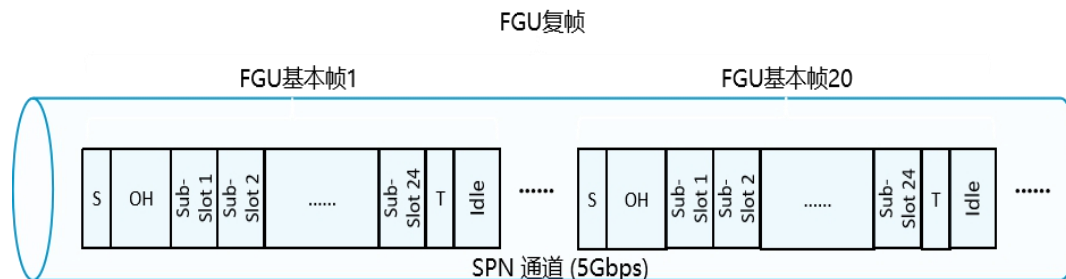 FGU复帧
FGU基本帧1
FGU基本帧20
S
OH
Sub-
Slot 1
Sub-
Slot 2
......
Sub-
Slot 24
T
Idle
......
S
OH
Sub-
Slot 1
Sub-
Slot 2
......
Sub-
Slot 24
T
Idle
......
SPN 通道 (5Gbps)